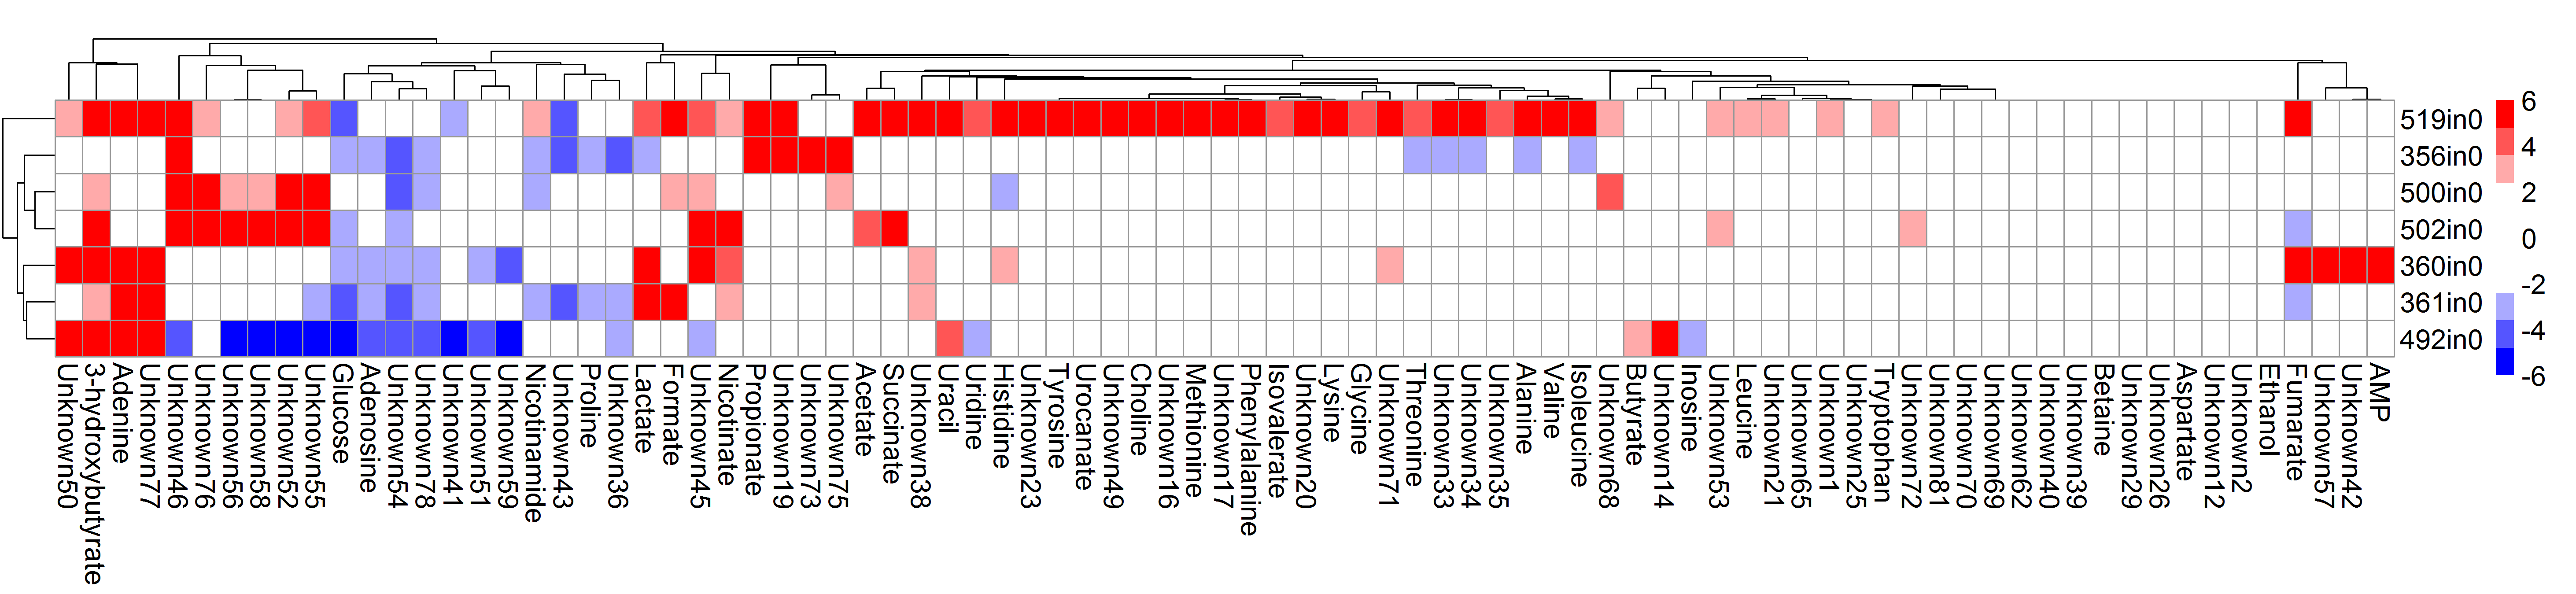 519in0
356in0
500in0
502in0
360in0
361in0
492in0
6
4
2
0
-2
-4
-6
Unknown50
3-hydroxybutyrate
Adenine
Unknown77
Unknown46
Unknown76
Unknown56
Unknown58
Unknown52
Unknown55
Glucose
Adenosine
Unknown54
Unknown78
Unknown41
Unknown51
Unknown59
Nicotinamide
Unknown43
Proline
Unknown36
Lactate
Formate
Unknown45
Nicotinate
Propionate
Unknown19
Unknown73
Unknown75
Acetate
Succinate
Unknown38
Uracil
Uridine
Histidine
Unknown23
Tyrosine
Urocanate
Unknown49
Choline
Unknown16
Methionine
Unknown17
Phenylalanine
Isovalerate
Unknown20
Lysine
Glycine
Unknown71
Threonine
Unknown33
Unknown34
Unknown35
Alanine
Valine
Isoleucine
Unknown68
Butyrate
Unknown14
Inosine
Unknown53
Leucine
Unknown21
Unknown65
Unknown1
Unknown25
Tryptophan
Unknown72
Unknown81
Unknown70
Unknown69
Unknown62
Unknown40
Unknown39
Betaine
Unknown29
Unknown26
Aspartate
Unknown12
Unknown2
Ethanol
Fumarate
Unknown57
Unknown42
AMP